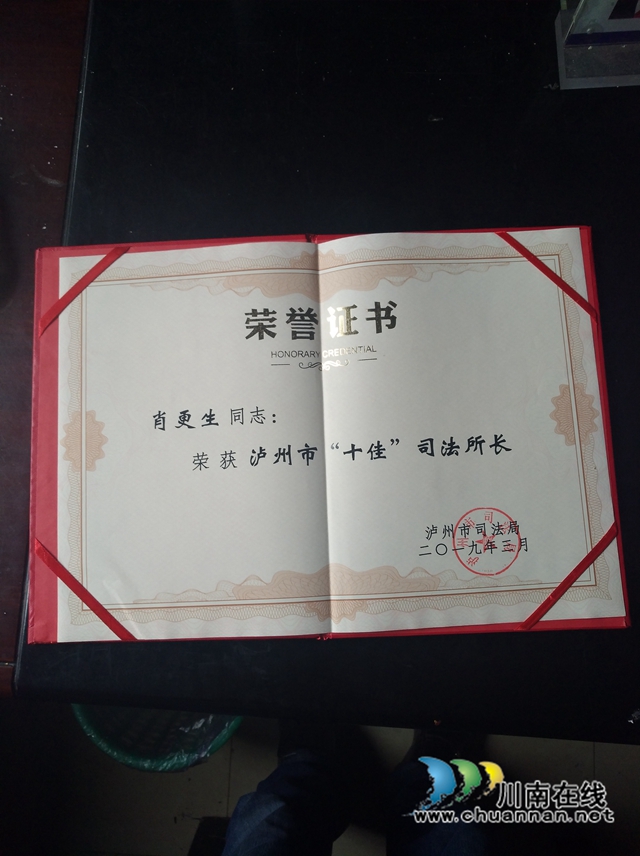 荣誉证书
HONORARY CREDENTIAL
肖更生同志：
荣获泸州市“十佳”司法所长
泸州市司法局
二〇一九年三月
川南在线
www.chuannan.net